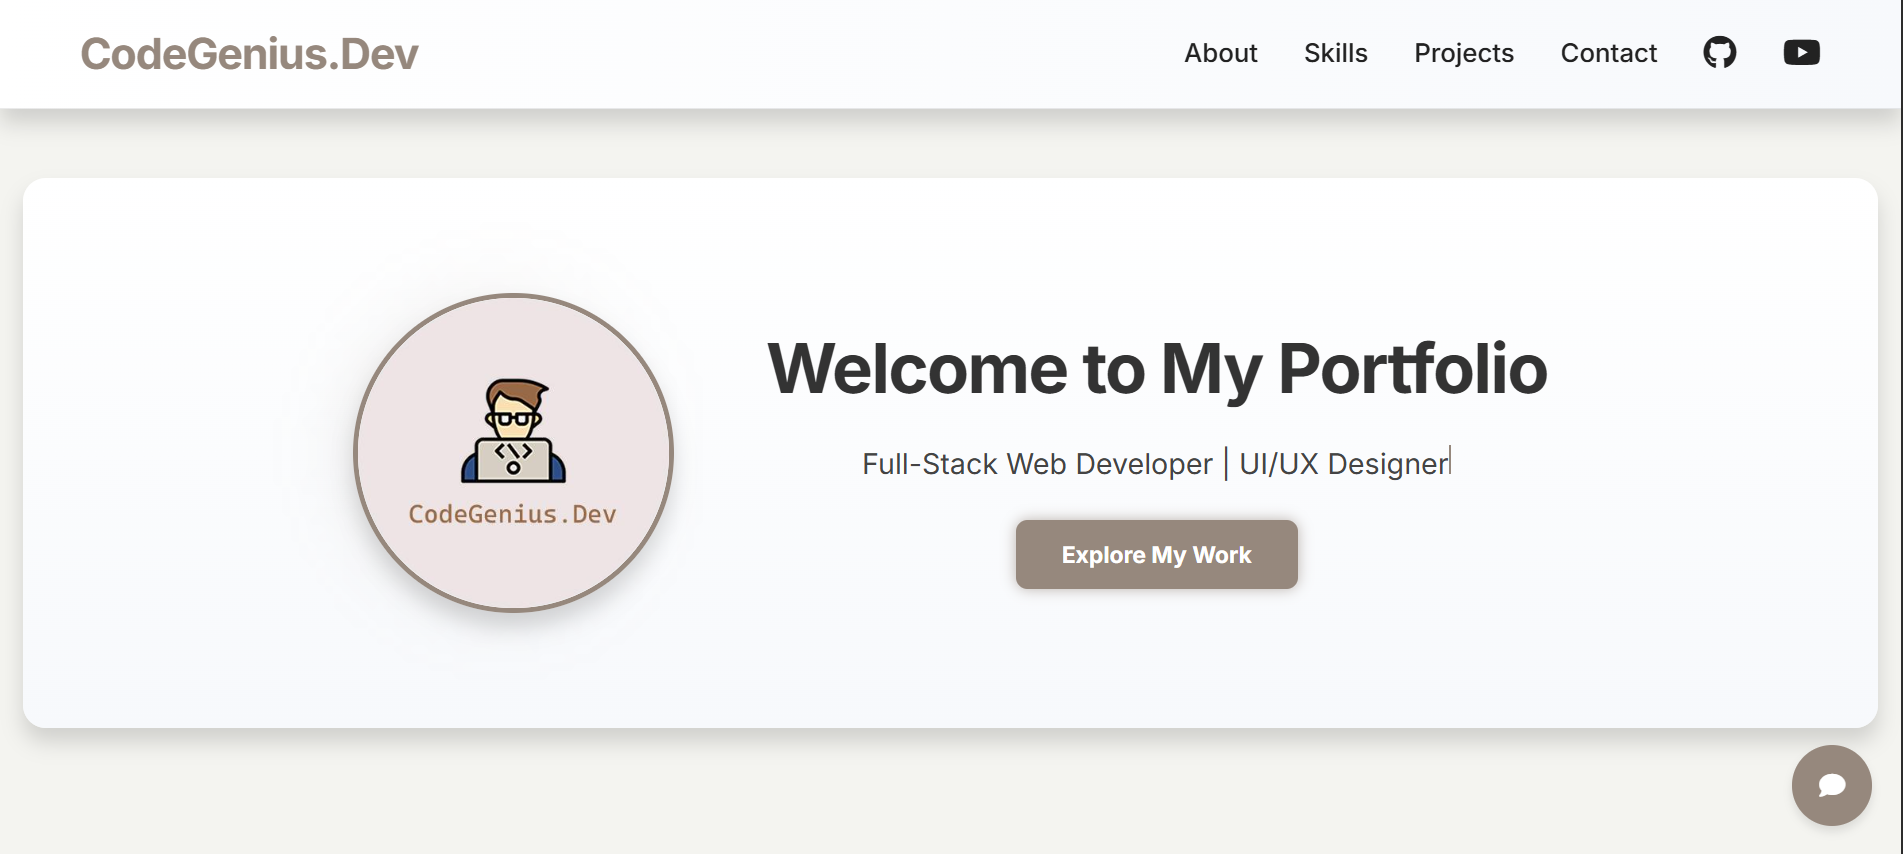 CodeGenius.Dev
About
Skills
Projects
Contact
CodeGenius.Dev
Welcome to My Portfolio
Full-Stack Web Developer | UI/UX Designer
Explore My Work